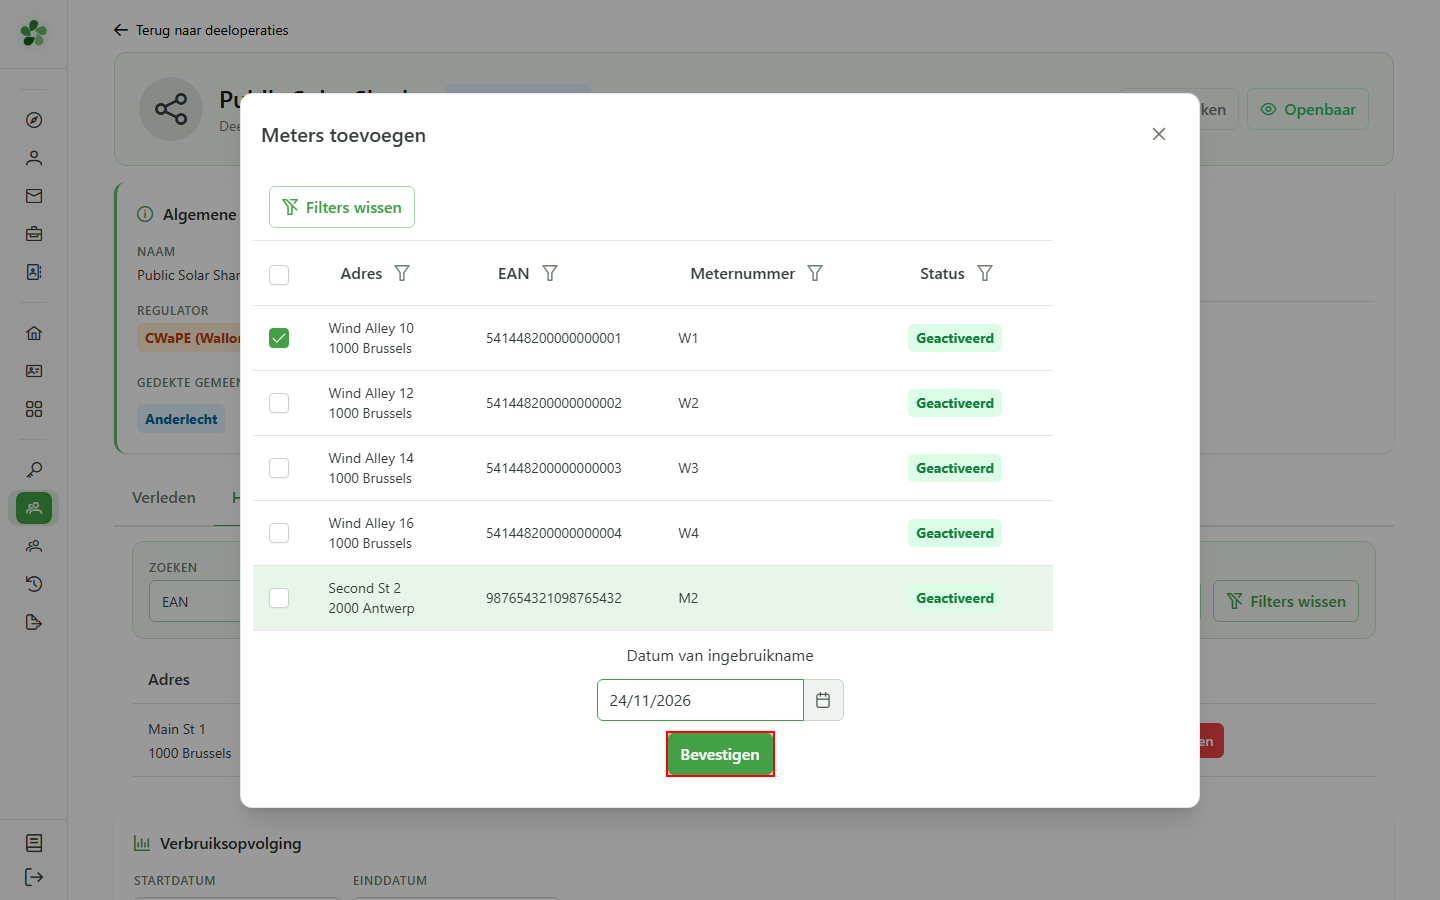 Terug naar deeloperaties
Openbaar
Meters toevoegen
Filters wissen
Adres
EAN
Meternummer
Status
Wind Alley 10
1000 Brussels
541448200000000001
W1
Geactiveerd
Wind Alley 12
1000 Brussels
541448200000000002
W2
Geactiveerd
Wind Alley 14
1000 Brussels
541448200000000003
W3
Geactiveerd
Wind Alley 16
1000 Brussels
541448200000000004
W4
Geactiveerd
Second St 2
2000 Antwerp
987654321098765432
M2
Geactiveerd
Datum van ingebruikname
24/11/2026
Bevestigen
Algemene
NAAM
Public Solar Shar
REGULATOR
CWaPE (Wallon
GEDEKTE GEMEEN
Anderlecht
Verleden
ZOEKEN
EAN
Filters wissen
Adres
Main St 1
1000 Brussels
Verbruiksopvolging
STARTDATUM
EINDDATUM